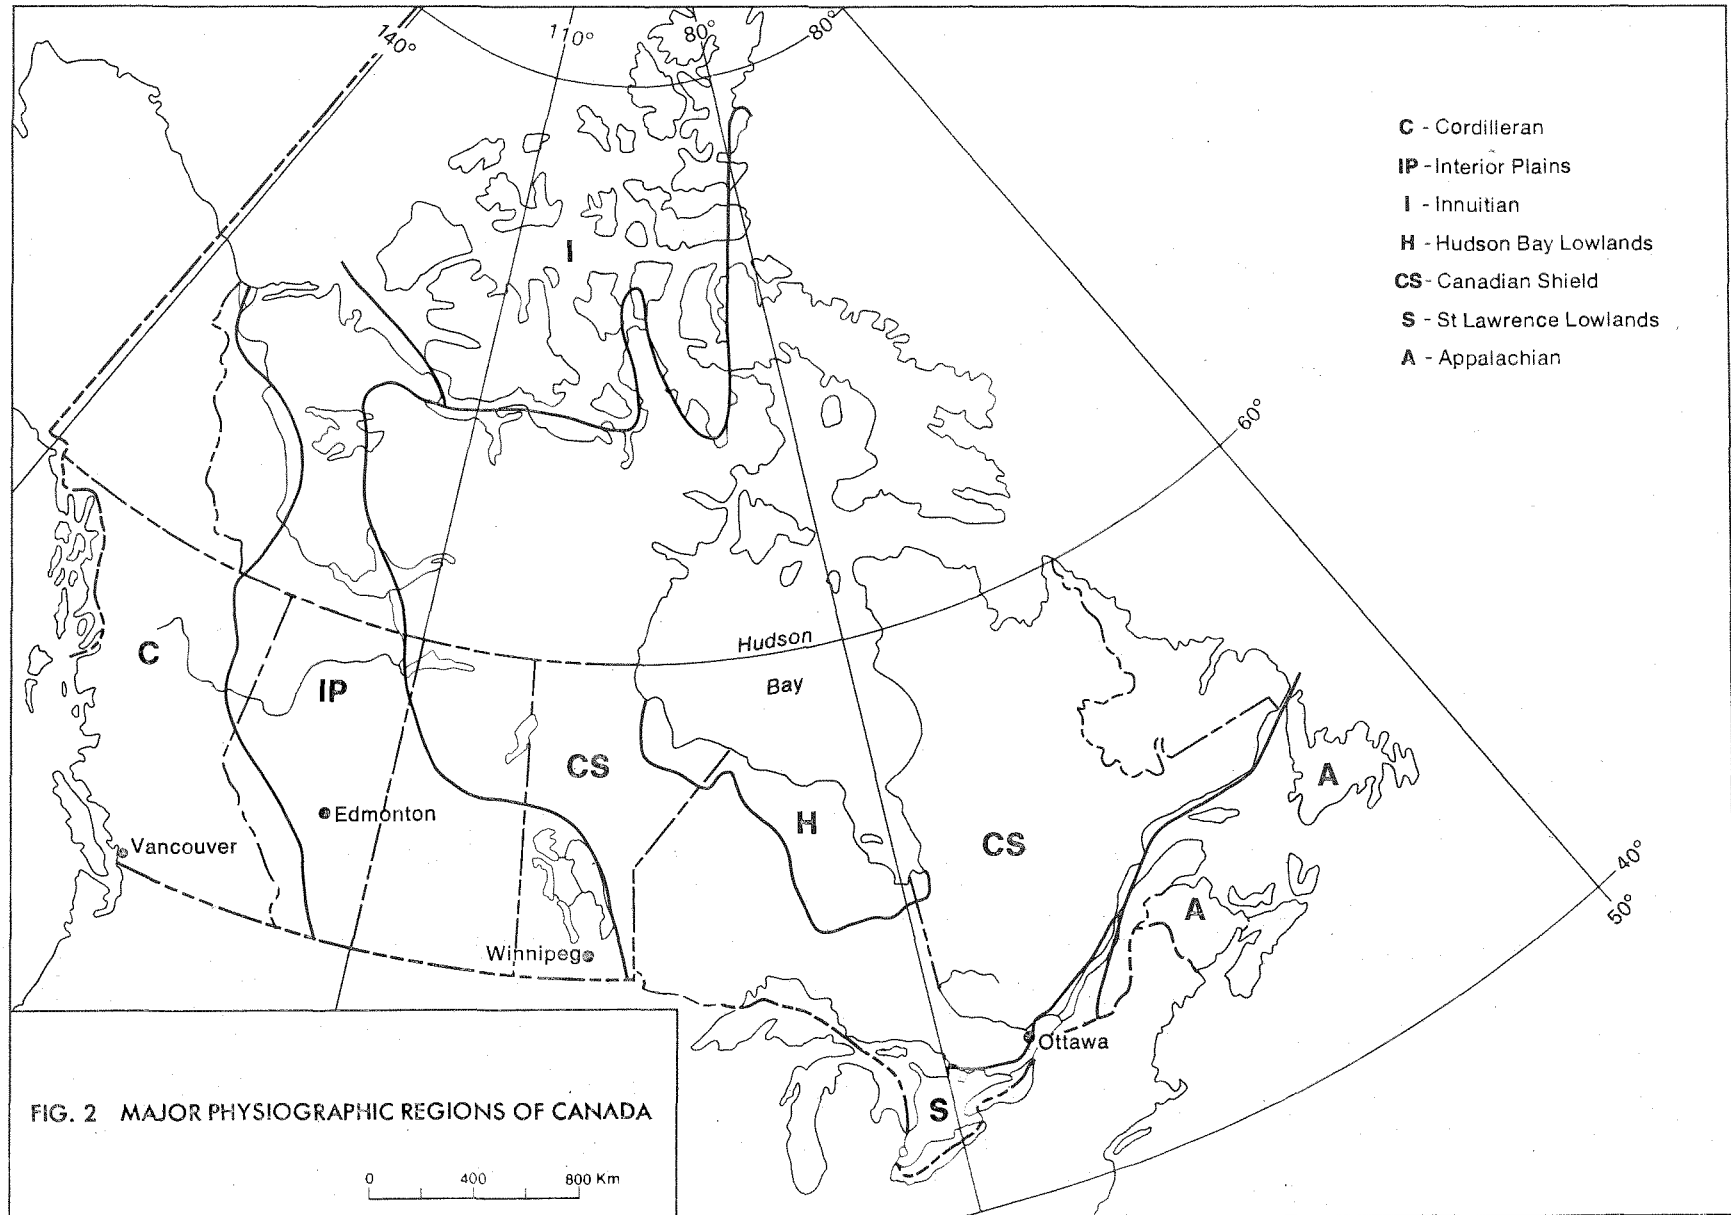 140°
110°
80°
80°
C - Cordilleran
IP - Interior Plains
I - Innuitian
H - Hudson Bay Lowlands
CS - Canadian Shield
S - St Lawrence Lowlands
A - Appalachian
I
60°
Hudson
Bay
C
IP
CS
A
Edmonton
H
CS
Vancouver
40°
50°
A
Winnipeg
Ottawa
S
FIG. 2 MAJOR PHYSIOGRAPHIC REGIONS OF CANADA
0 400 800 Km